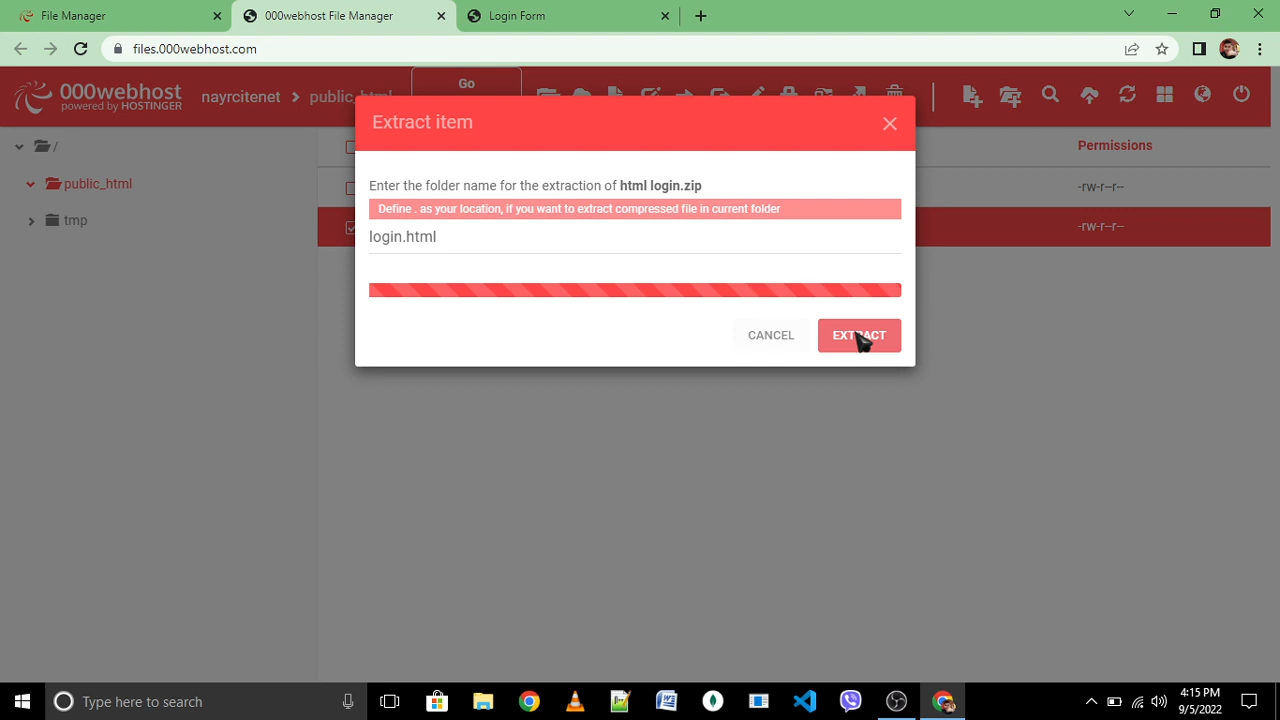 File Manager
000webhost File Manager
Login Form
files.000webhost.com
000webhost
powered by HOSTINGER
nayrcitenet
public_html
Go
Extract item
Permissions
/
Enter the folder name for the extraction of html login.zip
public_html
-rw-r--r--
Define . as your location, if you want to extract compressed file in current folder
tmp
-rw-r--r--
login.html
CANCEL
EXTRACT
Type here to search
4:15 PM
9/5/2022